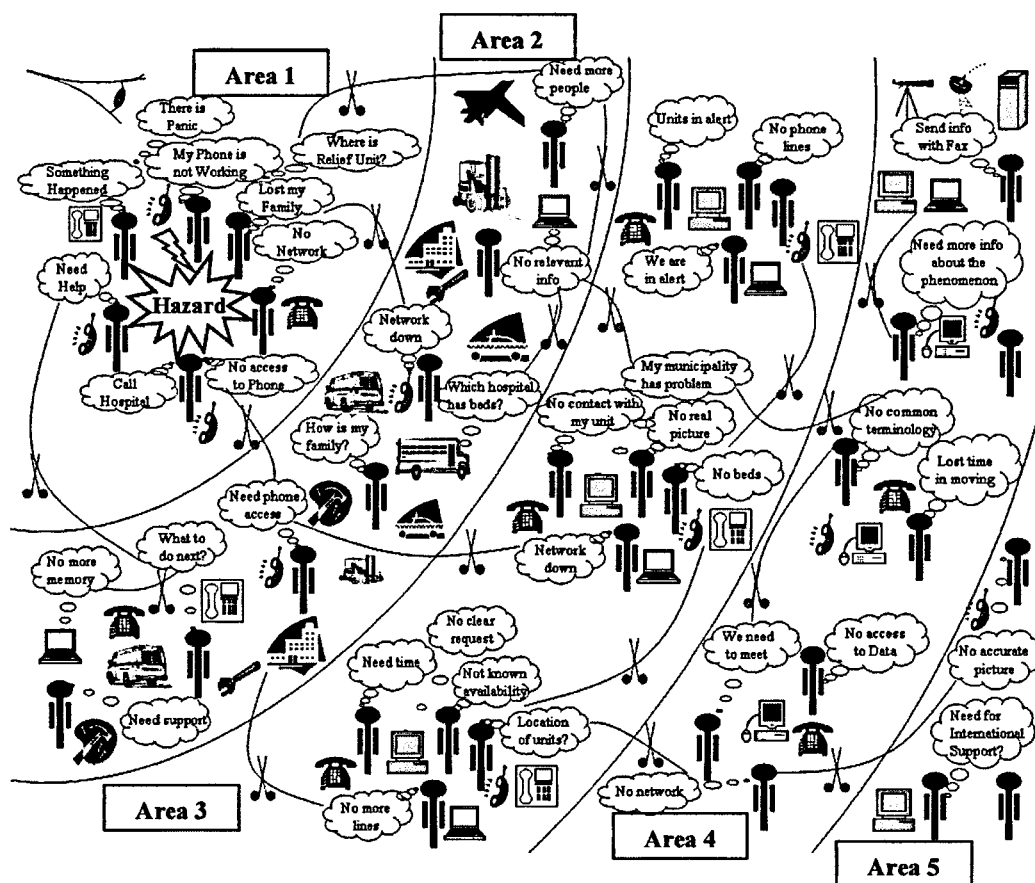 Area 2
Area 1
Need more
people
There is
Panic
Units in alert
No phone
lines
Send info
with Fax
My Phone is
not Working
Where is
Relief Unit?
Something
Happened
Lost my
Family
No
Network
Need
Help
Hazard
No relevant
info
We are
in alert
Need more info
about the
phenomenon
Network
down
Call
Hospital
No access
to Phone
Which hospital
has beds?
My municipality
has problem
No contact with
my unit
No real
picture
No common
terminology
How is my
family?
No beds
Lost time
in moving
Need phone
access
What to
do next?
No more
memory
Network
down
No clear
request
We need
to meet
No access
to Data
No accurate
picture
Need time
Not known
availability
Need support
Location
of units?
Need for
International
Support?
No network
Area 3
No more
lines
Area 4
Area 5